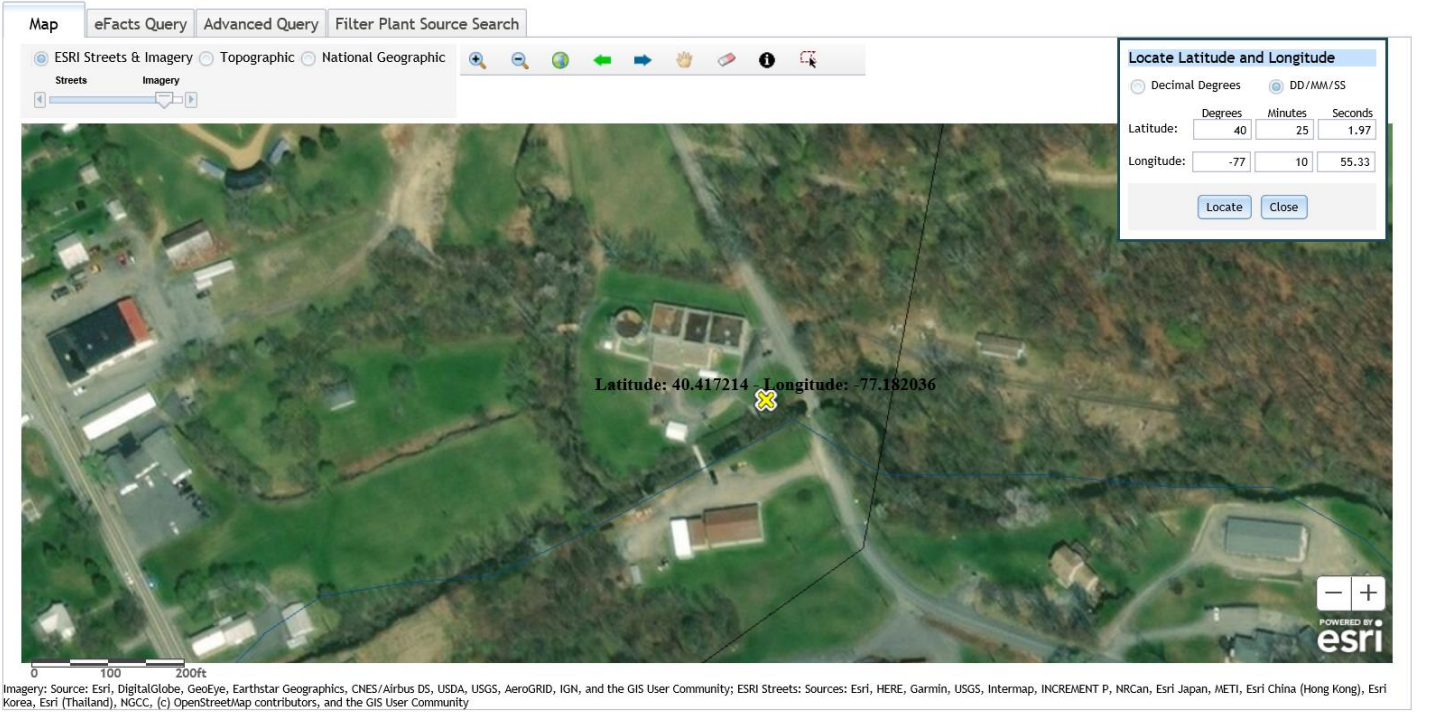 Map eFacts Query Advanced Query Filter Plant Source Search
ESRI Streets & Imagery Topographic National Geographic
Streets Imagery
Locate Latitude and Longitude
Decimal Degrees DD/MM/SS
Degrees Minutes Seconds
Latitude: 40 25 1.97
Longitude: -77 10 55.33
Locate Close
Latitude: 40.417214 - Longitude: -77.182036
POWERED BY
esri
0 100 200ft
Imagery: Source: Esri, DigitalGlobe, GeoEye, Earthstar Geographics, CNES/Airbus DS, USDA, USGS, AeroGRID, IGN, and the GIS User Community; ESRI Streets: Sources: Esri, HERE, Garmin, USGS, Intermap, INCREMENT P, NRCan, Esri Japan, METI, Esri China (Hong Kong), Esri
Korea, Esri (Thailand), NGCC, (c) OpenStreetMap contributors, and the GIS User Community